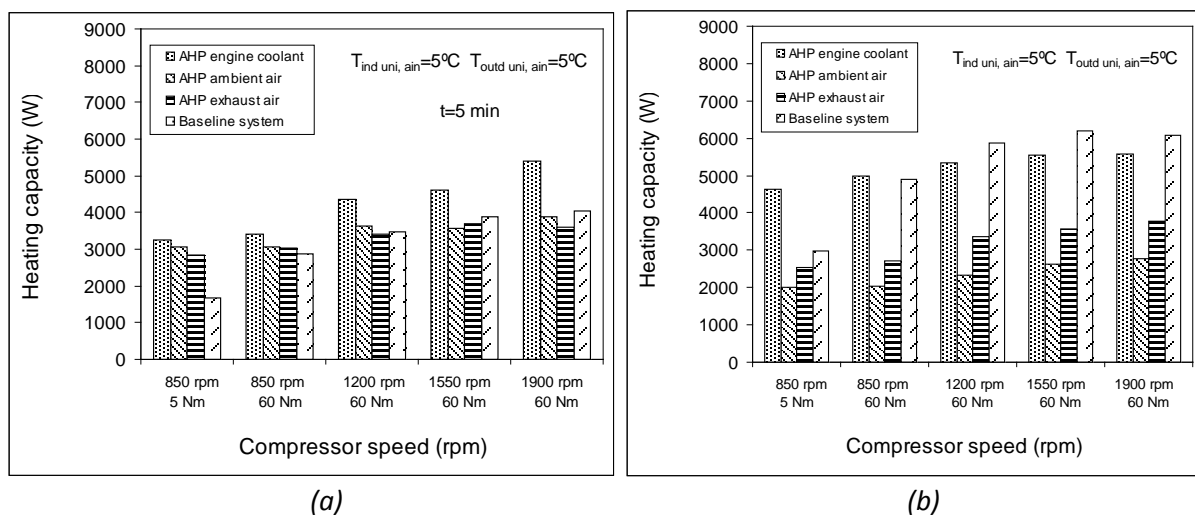 9000
8000
7000
6000
5000
4000
3000
2000
1000
0
Heating capacity (W)
AHP engine coolant
AHP ambient air
AHP exhaust air
Baseline system
Tind uni, ain=5ºC Toutd uni, ain=5ºC
t=5 min
850 rpm 850 rpm 1200 rpm 1550 rpm 1900 rpm
5 Nm 60 Nm 60 Nm 60 Nm 60 Nm
Compressor speed (rpm)
(a)
9000
8000
7000
6000
5000
4000
3000
2000
1000
0
Heating capacity (W)
AHP engine coolant
AHP ambient air
AHP exhaust air
Baseline system
Tind uni, ain=5ºC Toutd uni, ain=5ºC
850 rpm 850 rpm 1200 rpm 1550 rpm 1900 rpm
5 Nm 60 Nm 60 Nm 60 Nm 60 Nm
Compressor speed (rpm)
(b)